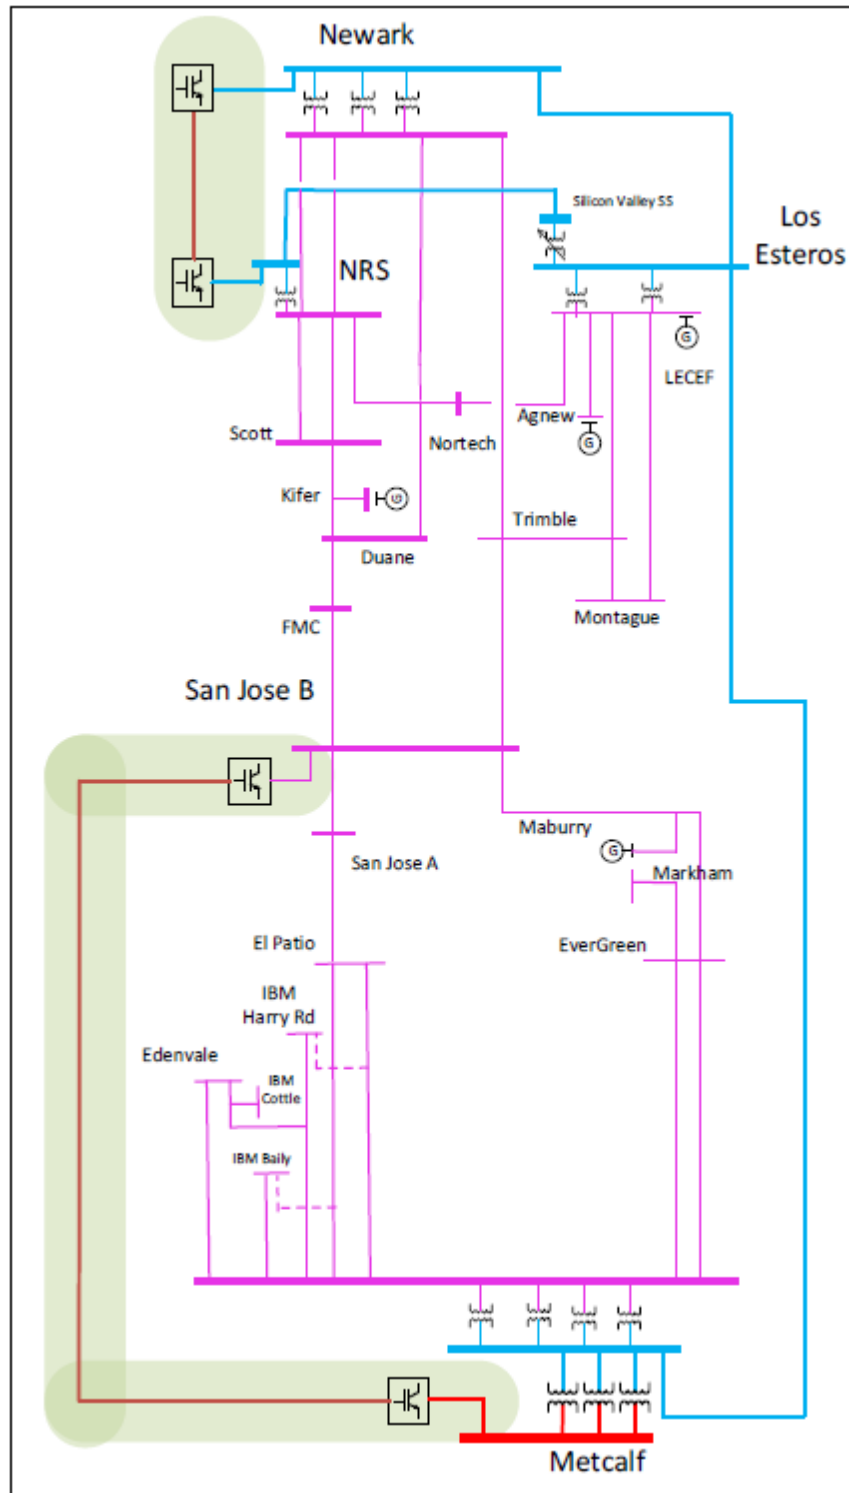 Newark
Silicon Valley SS
Los
Esteros
NRS
LECEF
Agnew
G
G
Scott
Nortech
Kifer
G
Trimble
Duane
Montague
FMC
San Jose B
Maburry
G
San Jose A
Markham
El Patio
EverGreen
IBM
Harry Rd
Edenvale
IBM
Cottle
IBM Baily
Metcalf